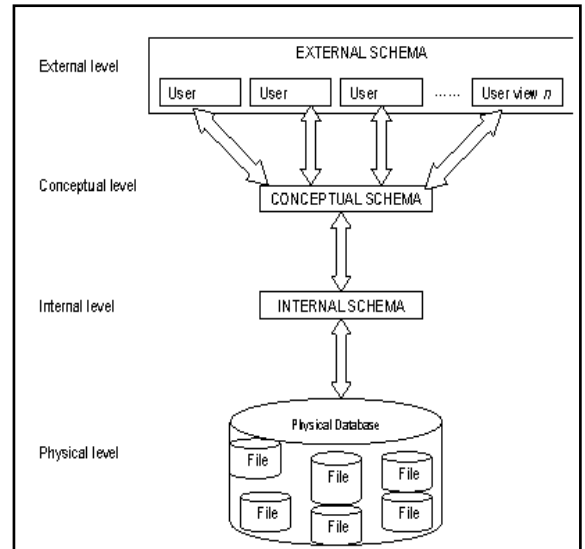 EXTERNAL SCHEMA
External level
User User User ...... User view n
Conceptual level
CONCEPTUAL SCHEMA
Internal level
INTERNAL SCHEMA
Physical Database
Physical level
File File File
File File File